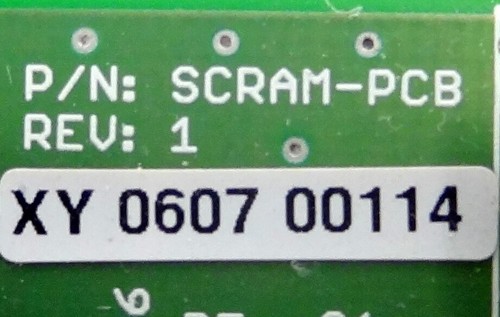 P/N: SCRAM-PCB
REV: 1
XY 0607 00114